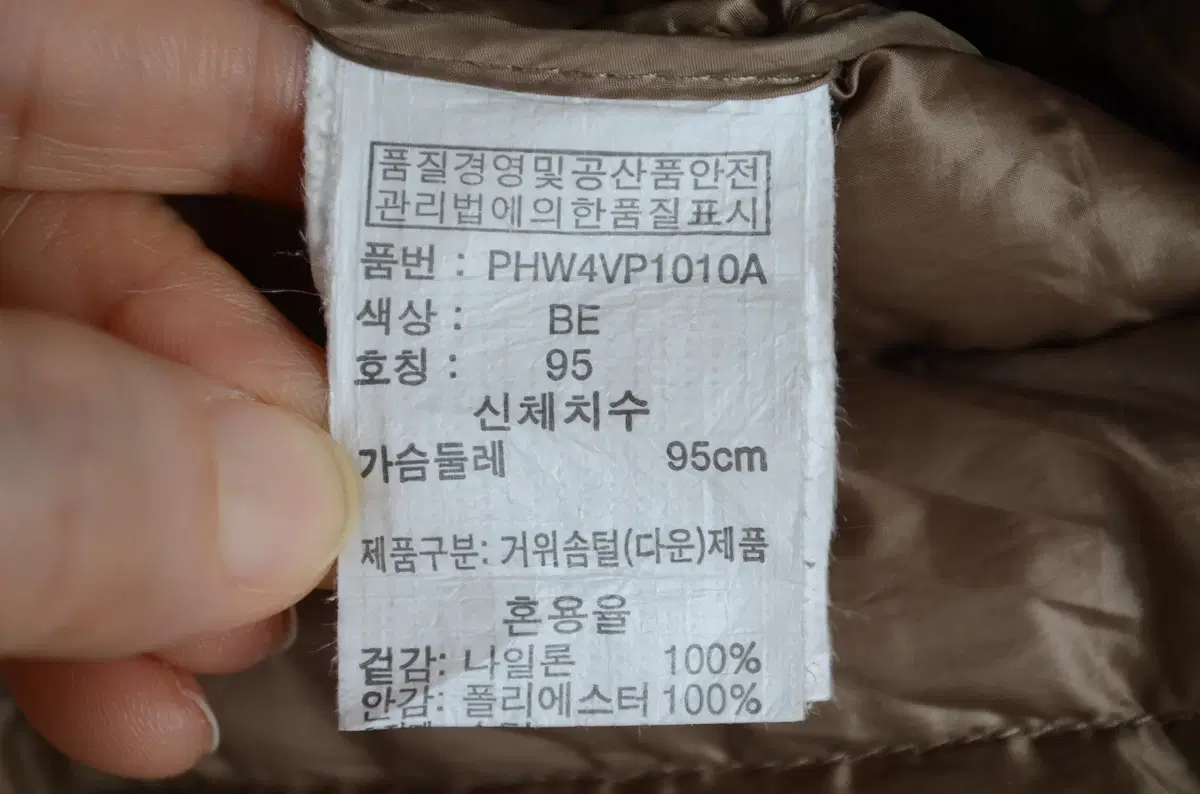 품질경영및공산품안전
관리법에의한품질표시
품번 : PHW4VP1010A
색상 : BE
호칭 : 95
신체치수
가슴둘레 95cm
제품구분: 거위솜털(다운)제품
혼용율
겉감: 나일론 100%
안감: 폴리에스터 100%